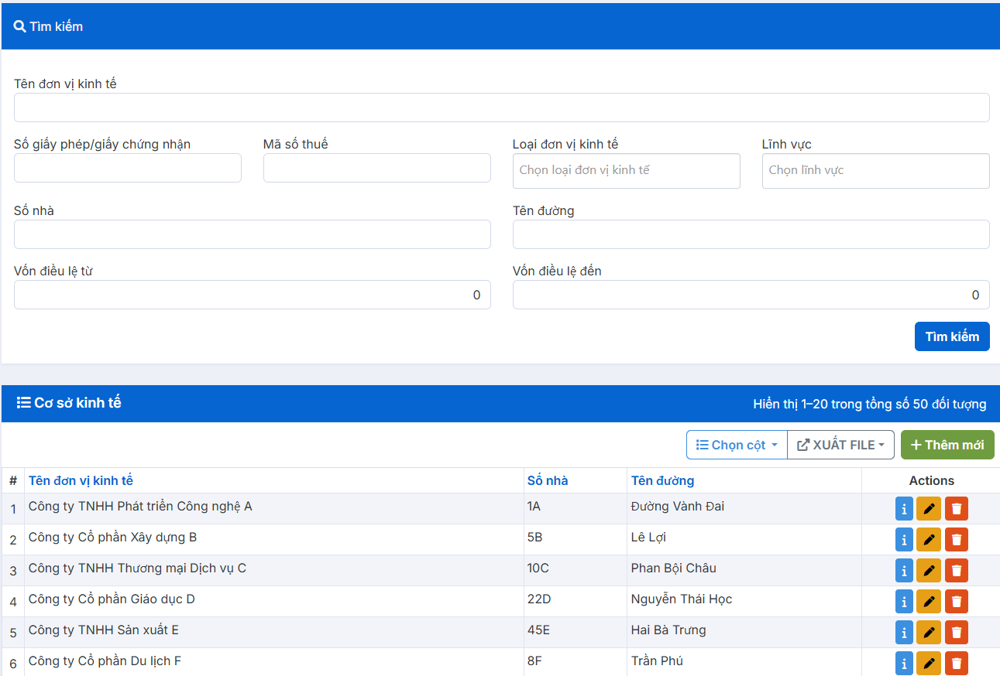 Tìm kiếm
Tên đơn vị kinh tế
Số giấy phép/giấy chứng nhận Mã số thuế Loại đơn vị kinh tế Lĩnh vực
Chọn loại đơn vị kinh tế Chọn lĩnh vực
Số nhà Tên đường
Vốn điều lệ từ Vốn điều lệ đến
0 0
Tìm kiếm
Cơ sở kinh tế Hiển thị 1–20 trong tổng số 50 đối tượng
Chọn cột XUẤT FILE + Thêm mới
# Tên đơn vị kinh tế Số nhà Tên đường Actions
1 Công ty TNHH Phát triển Công nghệ A 1A Đường Vành Đai
2 Công ty Cổ phần Xây dựng B 5B Lê Lợi
3 Công ty TNHH Thương mại Dịch vụ C 10C Phan Bội Châu
4 Công ty Cổ phần Giáo dục D 22D Nguyễn Thái Học
5 Công ty TNHH Sản xuất E 45E Hai Bà Trưng
6 Công ty Cổ phần Du lịch F 8F Trần Phú